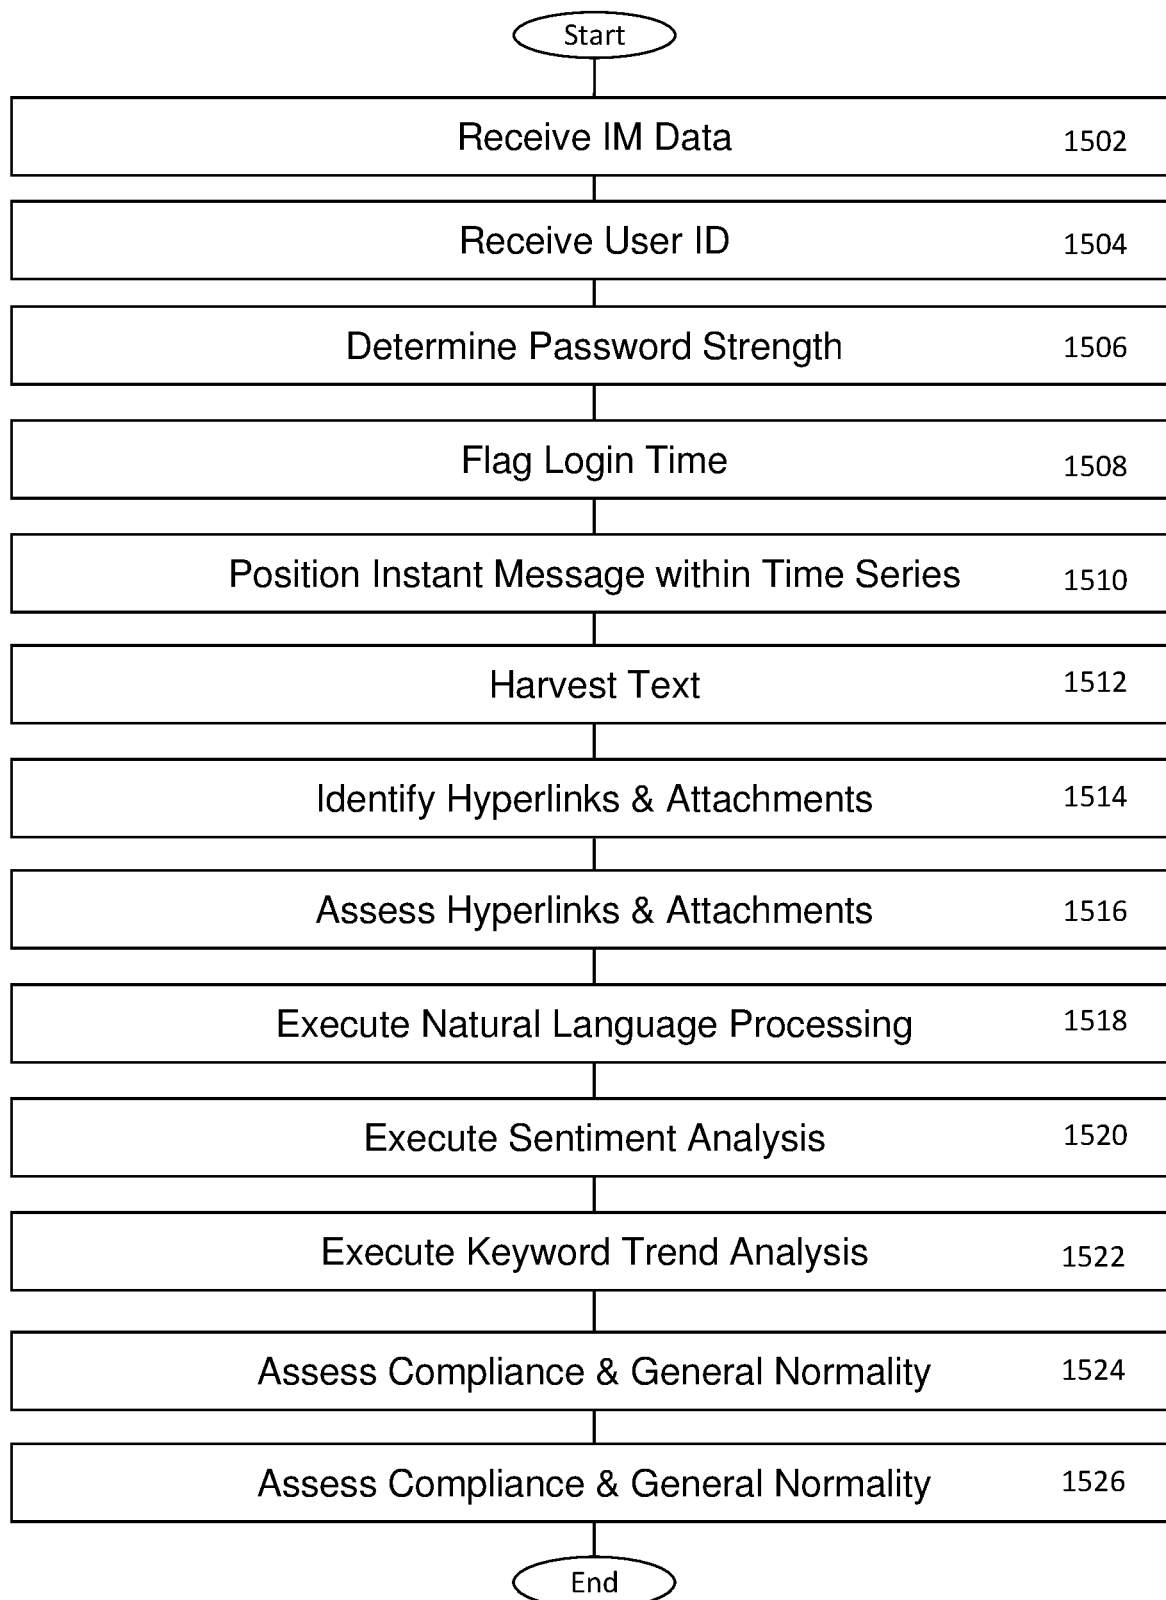 Start
Receive IM Data 1502
Receive User ID 1504
Determine Password Strength 1506
Flag Login Time 1508
Position Instant Message within Time Series 1510
Harvest Text 1512
Identify Hyperlinks & Attachments 1514
Assess Hyperlinks & Attachments 1516
Execute Natural Language Processing 1518
Execute Sentiment Analysis 1520
Execute Keyword Trend Analysis 1522
Assess Compliance & General Normality 1524
Assess Compliance & General Normality 1526
End